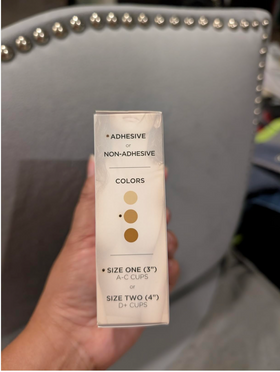 * ADHESIVE
or
NON-ADHESIVE
COLORS
* SIZE ONE (3")
A-C CUPS
or
SIZE TWO (4")
D+ CUPS